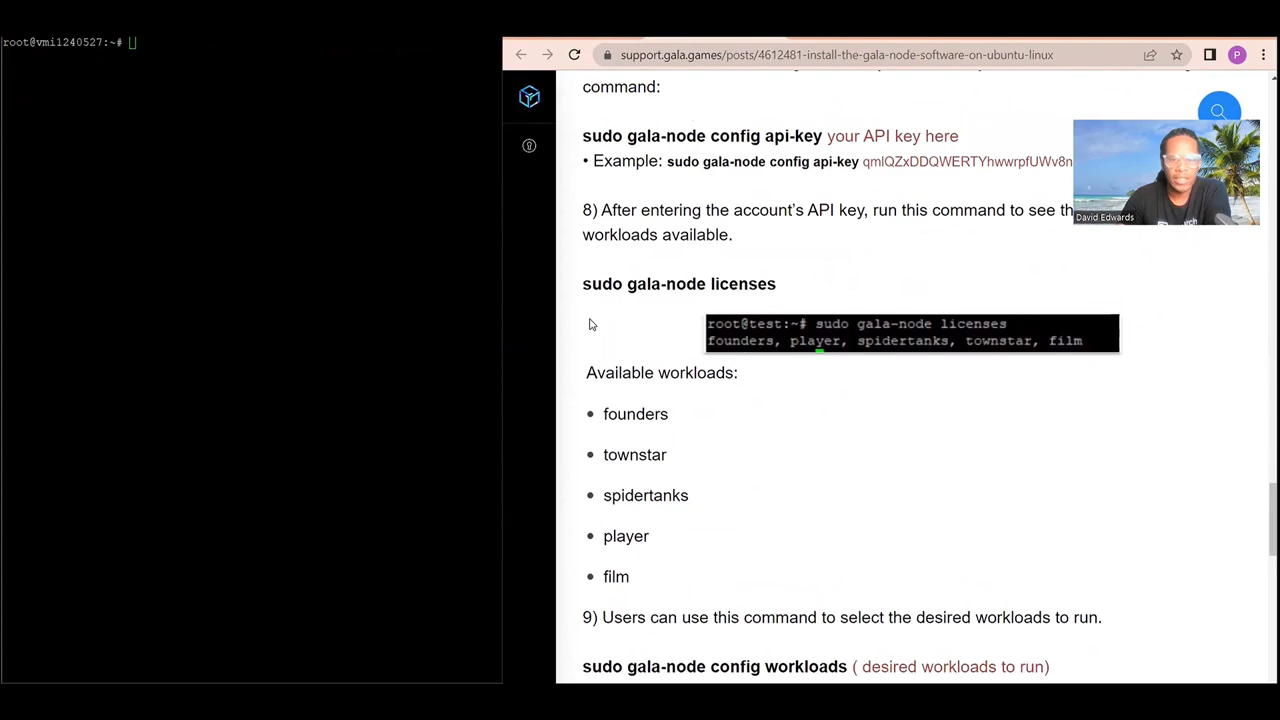 root@vmi1240527:~#
support.gala.games/posts/4612481-install-the-gala-node-software-on-ubuntu-linux
P
command:
sudo gala-node config api-key your API key here
• Example: sudo gala-node config api-key qmlQZxDDQWERTYhwwrpfUWv8n
David Edwards
8) After entering the account's API key, run this command to see th
workloads available.
sudo gala-node licenses
root@test:~# sudo gala-node licenses
founders, player, spidertanks, townstar, film
Available workloads:
• founders
• townstar
• spidertanks
• player
• film
9) Users can use this command to select the desired workloads to run.
sudo gala-node config workloads ( desired workloads to run)